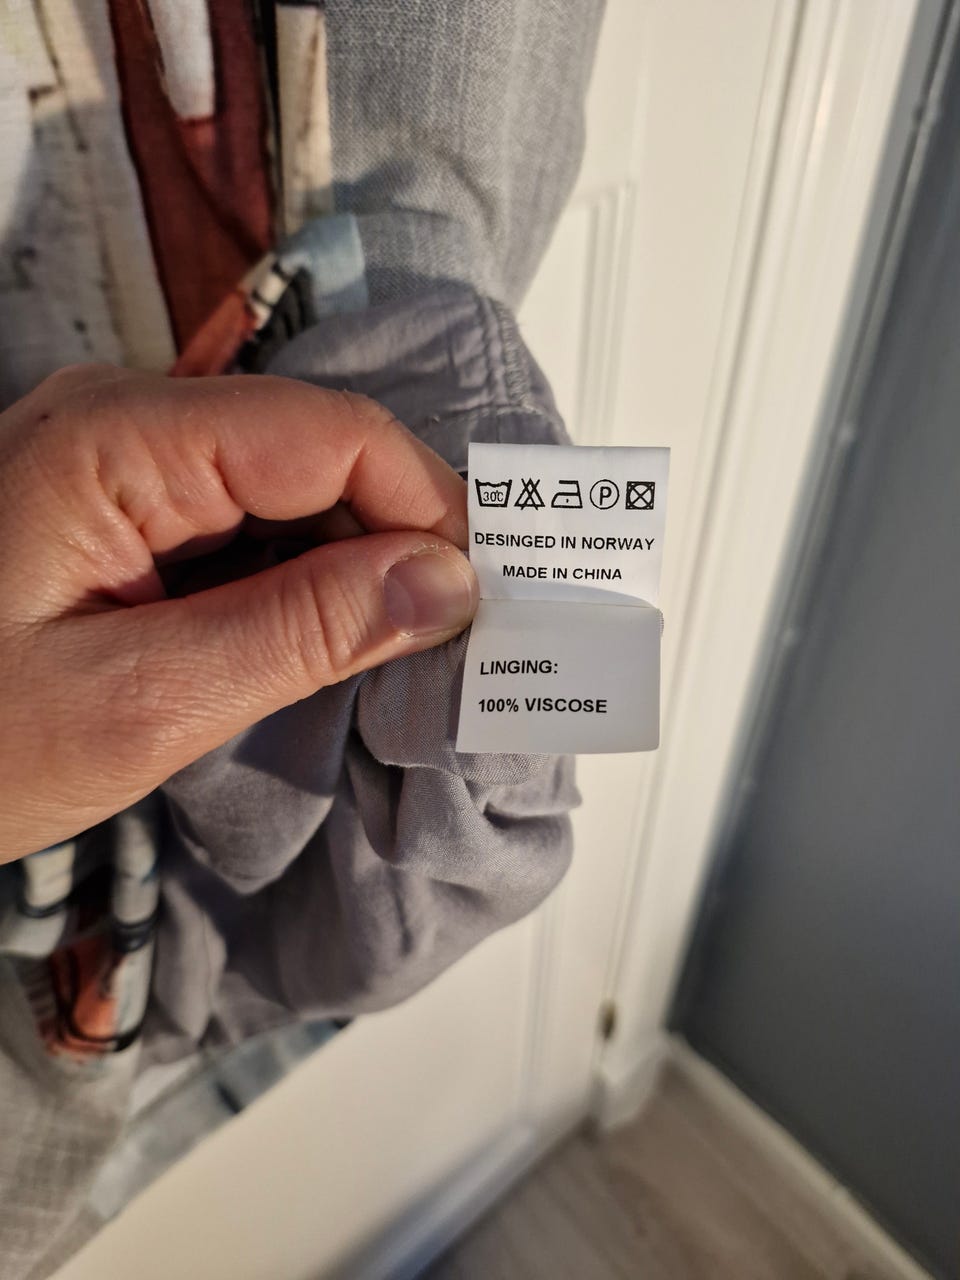 30°C P
DESINGED IN NORWAY
MADE IN CHINA
LINGING:
100% VISCOSE